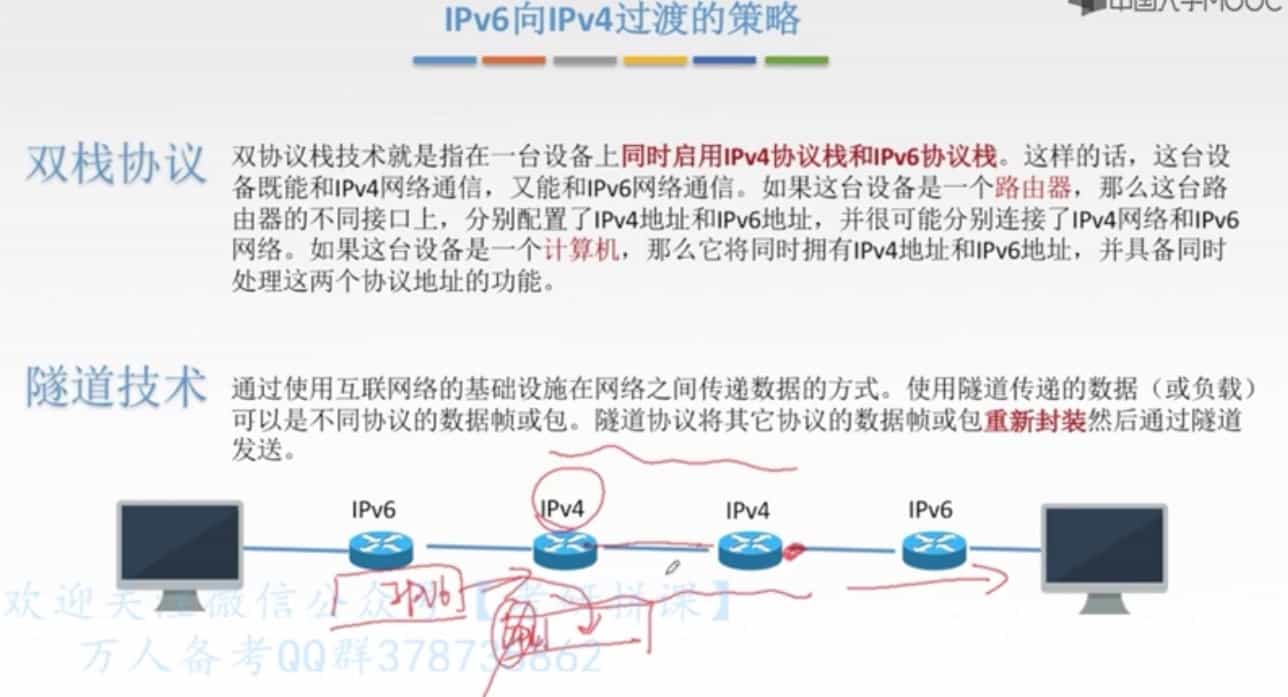 IPv6向IPv4过渡的策略
中国大学MOOC
双栈协议
双协议栈技术就是指在一台设备上同时启用IPv4协议栈和IPv6协议栈。这样的话，这台设
备既能和IPv4网络通信，又能和IPv6网络通信。如果这台设备是一个路由器，那么这台路
由器的不同接口上，分别配置了IPv4地址和IPv6地址，并很可能分别连接了IPv4网络和IPv6
网络。如果这台设备是一个计算机，那么它将同时拥有IPv4地址和IPv6地址，并具备同时
处理这两个协议地址的功能。
隧道技术
通过使用互联网络的基础设施在网络之间传递数据的方式。使用隧道传递的数据（或负载）
可以是不同协议的数据帧或包。隧道协议将其它协议的数据帧或包重新封装然后通过隧道
发送。
IPv6 IPv4 IPv4 IPv6
IPV6
欢迎关注微信公众号【考研拼课】
万人备考QQ群37873 862